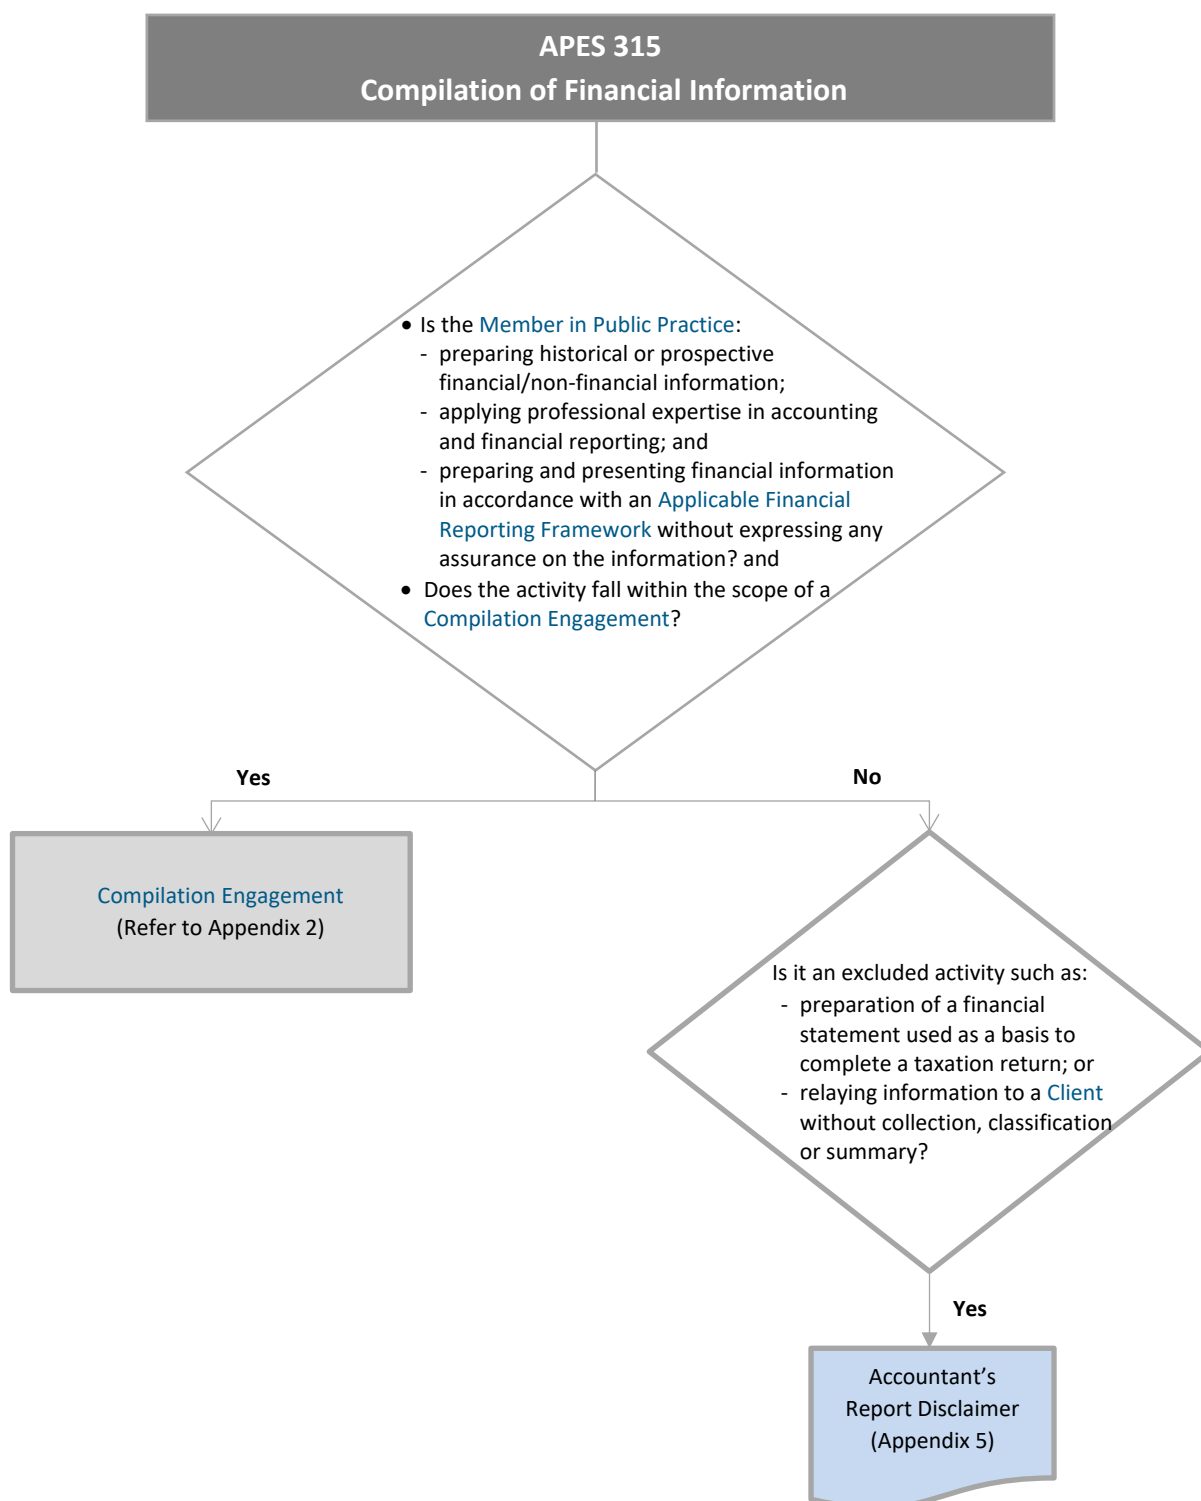 APES 315
Compilation of Financial Information
• Is the Member in Public Practice:
- preparing historical or prospective
financial/non-financial information;
- applying professional expertise in accounting
and financial reporting; and
- preparing and presenting financial information
in accordance with an Applicable Financial
Reporting Framework without expressing any
assurance on the information? and
• Does the activity fall within the scope of a
Compilation Engagement?
Yes
No
Compilation Engagement
(Refer to Appendix 2)
Is it an excluded activity such as:
- preparation of a financial
statement used as a basis to
complete a taxation return; or
- relaying information to a Client
without collection, classification
or summary?
Yes
Accountant’s
Report Disclaimer
(Appendix 5)